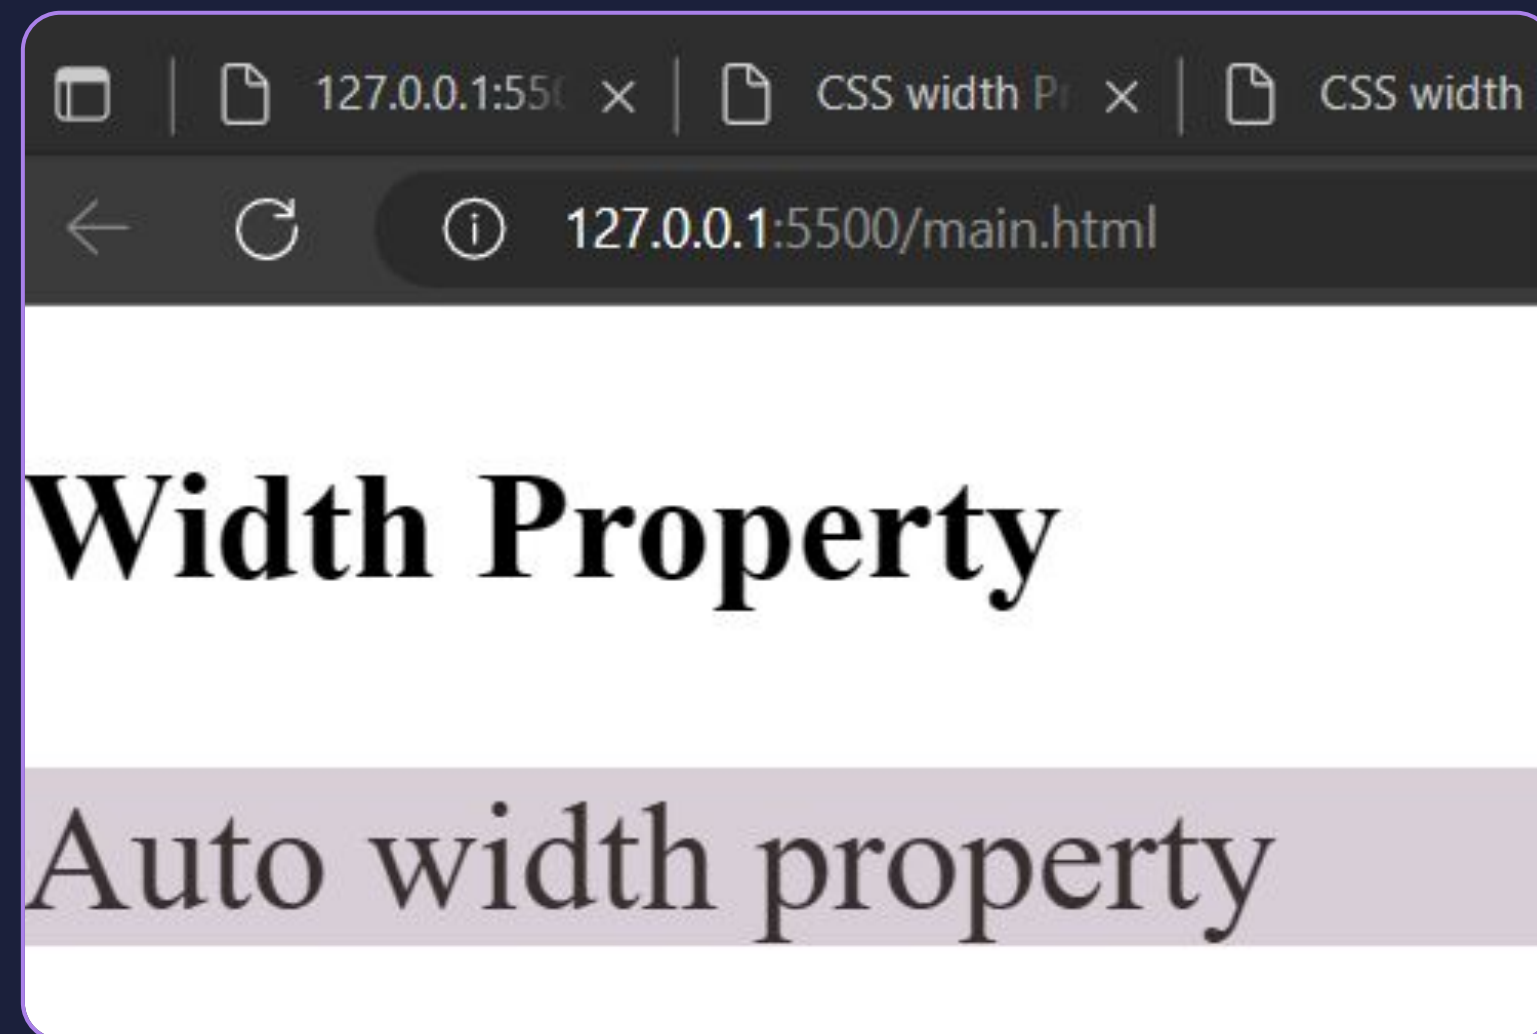 127.0.0.1:55
CSS width
CSS width
127.0.0.1:5500/main.html
Width Property
Auto width property